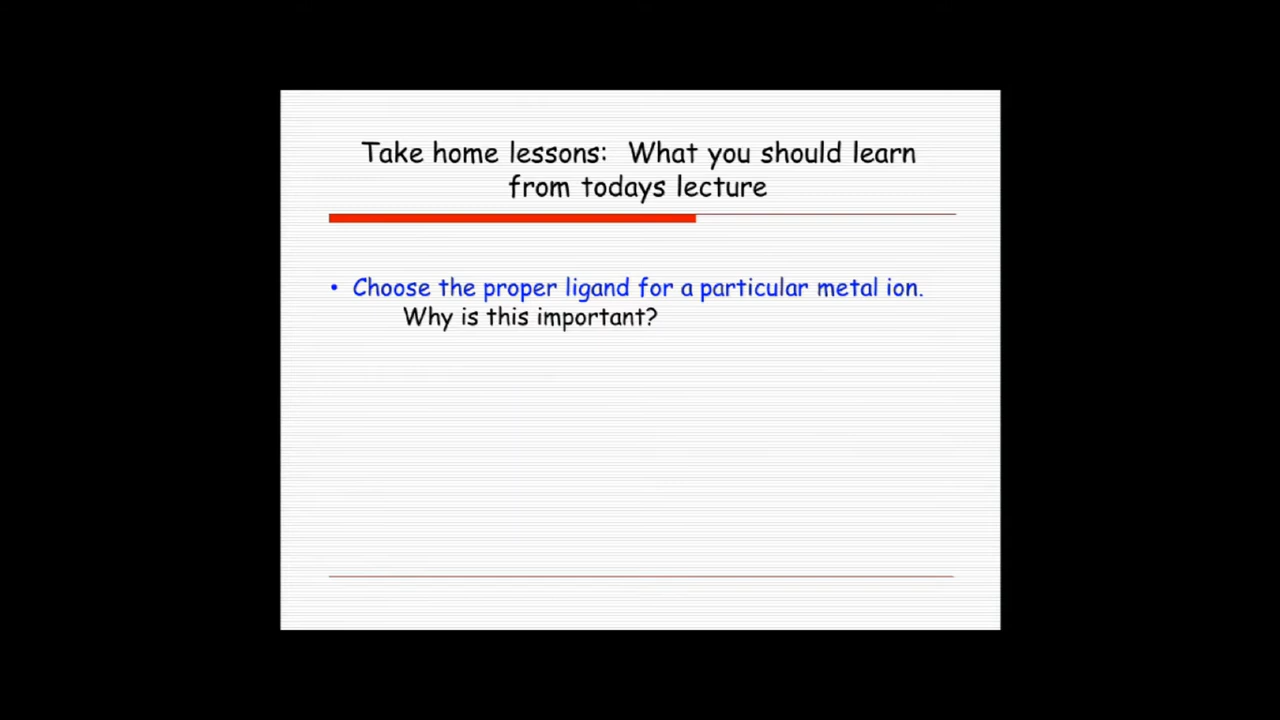 Take home lessons: What you should learn
from todays lecture
• Choose the proper ligand for a particular metal ion.
Why is this important?